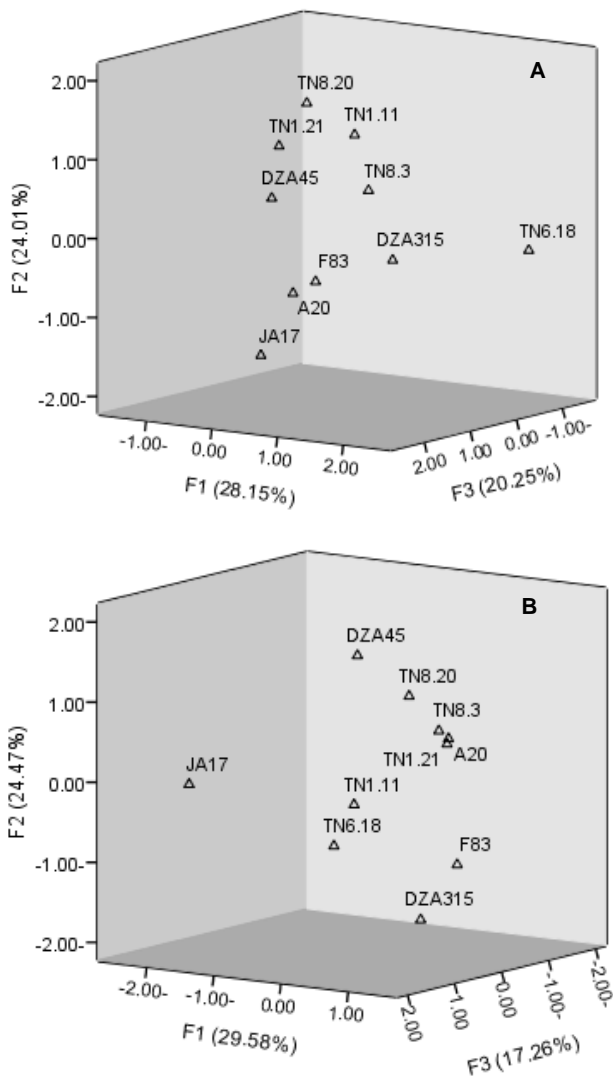 A
TN8.20
TN1.11
TN1.21
TN8.3
DZA45
DZA315
TN6.18
F83
A20
JA17
2.00
1.00
0.00
-1.00-
-2.00-
F2 (24.01%)
-1.00-
0.00
1.00
2.00
F1 (28.15%)
2.00
1.00
0.00
-1.00-
F3 (20.25%)
B
DZA45
TN8.20
TN8.3
TN1.21
A20
JA17
TN1.11
TN6.18
F83
DZA315
2.00
1.00
0.00
-1.00-
-2.00-
F2 (24.47%)
-2.00-
-1.00-
0.00
1.00
F1 (29.58%)
2.00
1.00
0.00
-1.00-
-2.00-
F3 (17.26%)